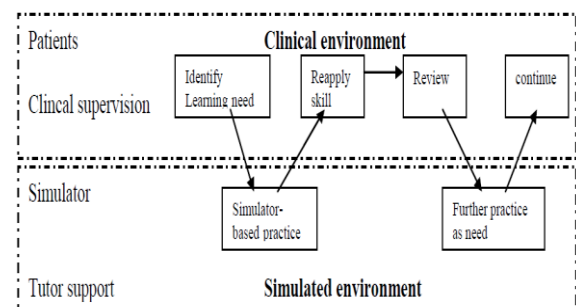 Patients
Clinical environment
Identify
Learning need
Reapply
skill
Review
continue
Clincal supervision
Simulator
Simulator-
based practice
Further practice
as need
Tutor support
Simulated environment